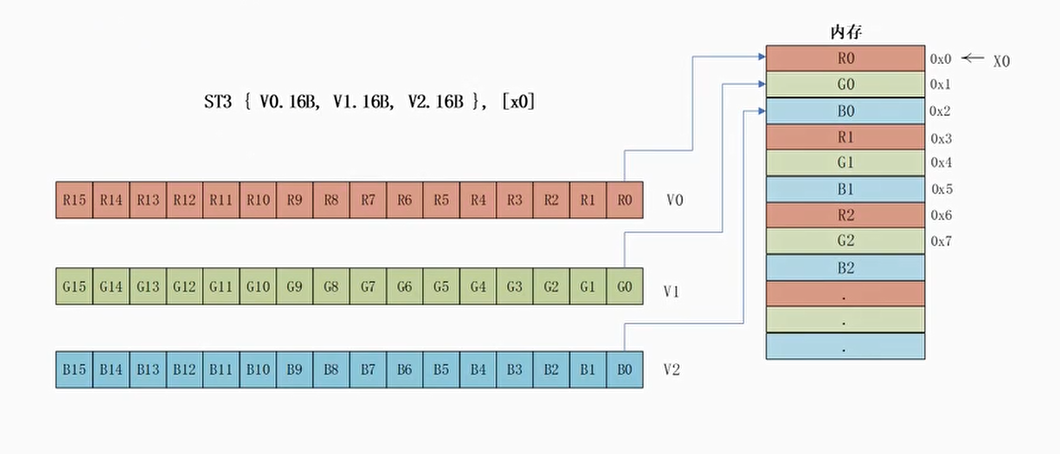 内存
R0 0x0 X0
G0 0x1
ST3 { V0.16B, V1.16B, V2.16B }, [x0]
B0 0x2
R1 0x3
G1 0x4
B1 0x5
R15 R14 R13 R12 R11 R10 R9 R8 R7 R6 R5 R4 R3 R2 R1 R0 V0
R2 0x6
G2 0x7
B2
G15 G14 G13 G12 G11 G10 G9 G8 G7 G6 G5 G4 G3 G2 G1 G0 V1
.
.
.
B15 B14 B13 B12 B11 B10 B9 B8 B7 B6 B5 B4 B3 B2 B1 B0 V2